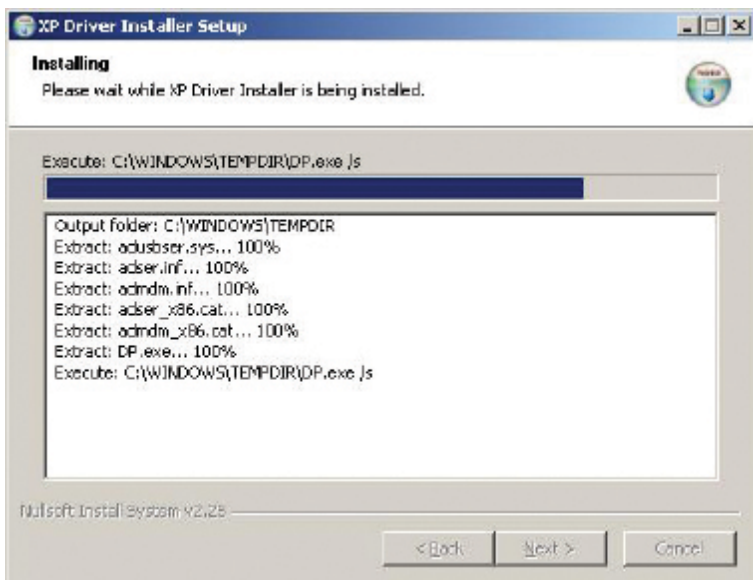 XP Driver Installer Setup
Installing
Please wait while XP Driver Installer is being installed.
Execute: C:\WINDOWS\TEMPDIR\DP.exe /s
Output folder: C:\WINDOWS\TEMPDIR
Extract: adusbser.sys... 100%
Extract: adser.inf... 100%
Extract: admdm.inf... 100%
Extract: adser_x86.cat... 100%
Extract: admdm_x86.cat... 100%
Extract: DP.exe... 100%
Execute: C:\WINDOWS\TEMPDIR\DP.exe /s
Nullsoft Install System v2.28
< Back
Next >
Cancel